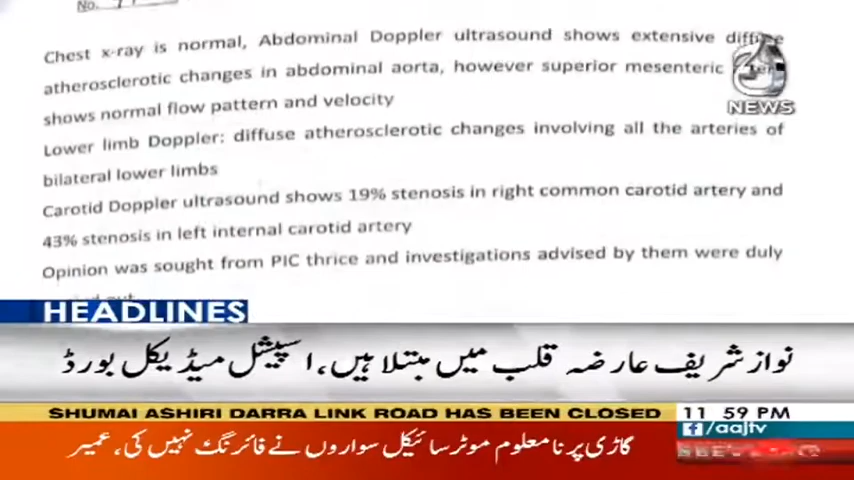 No.
Chest x-ray is normal, Abdominal Doppler ultrasound shows extensive diffuse
atherosclerotic changes in abdominal aorta, however superior mesenteric
shows normal flow pattern and velocity
NEWS
Lower limb Doppler: diffuse atherosclerotic changes involving all the arteries of
bilateral lower limbs
Carotid Doppler ultrasound shows 19% stenosis in right common carotid artery and
43% stenosis in left internal carotid artery
Opinion was sought from PIC thrice and investigations advised by them were duly
HEADLINES
نواز شریف عارضہ قلب میں مبتلا ہیں، اسپیشل میڈیکل بورڈ
SHUMAI ASHIRI DARRA LINK ROAD HAS BEEN CLOSED
11 59 PM
f/aajtv
گاڑی پر نامعلوم موٹرسائیکل سواروں نے فائرنگ نہیں کی، عمیر